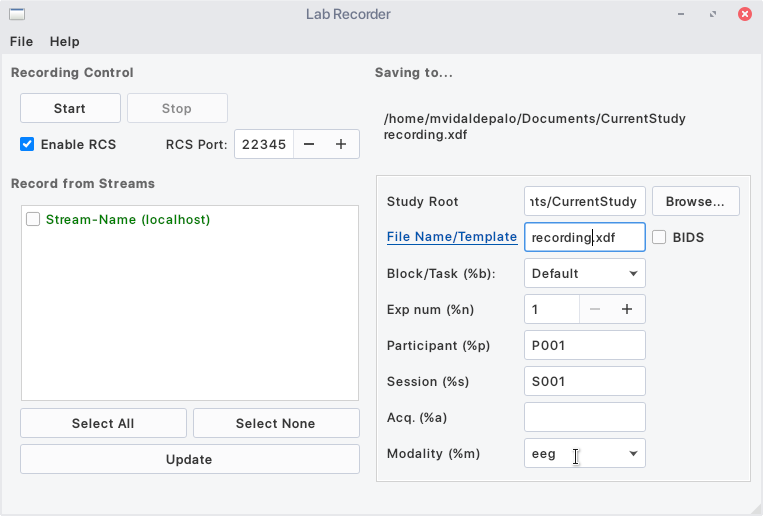 Lab Recorder
File Help
Recording Control
Start Stop
Enable RCS RCS Port: 22345
Record from Streams
Stream-Name (localhost)
Select All Select None
Update
Saving to...
/home/mvidaldepalo/Documents/CurrentStudy
recording.xdf
Study Root nts/CurrentStudy Browse...
File Name/Template recording.xdf BIDS
Block/Task (%b): Default
Exp num (%n) 1
Participant (%p) P001
Session (%s) S001
Acq. (%a)
Modality (%m) eeg